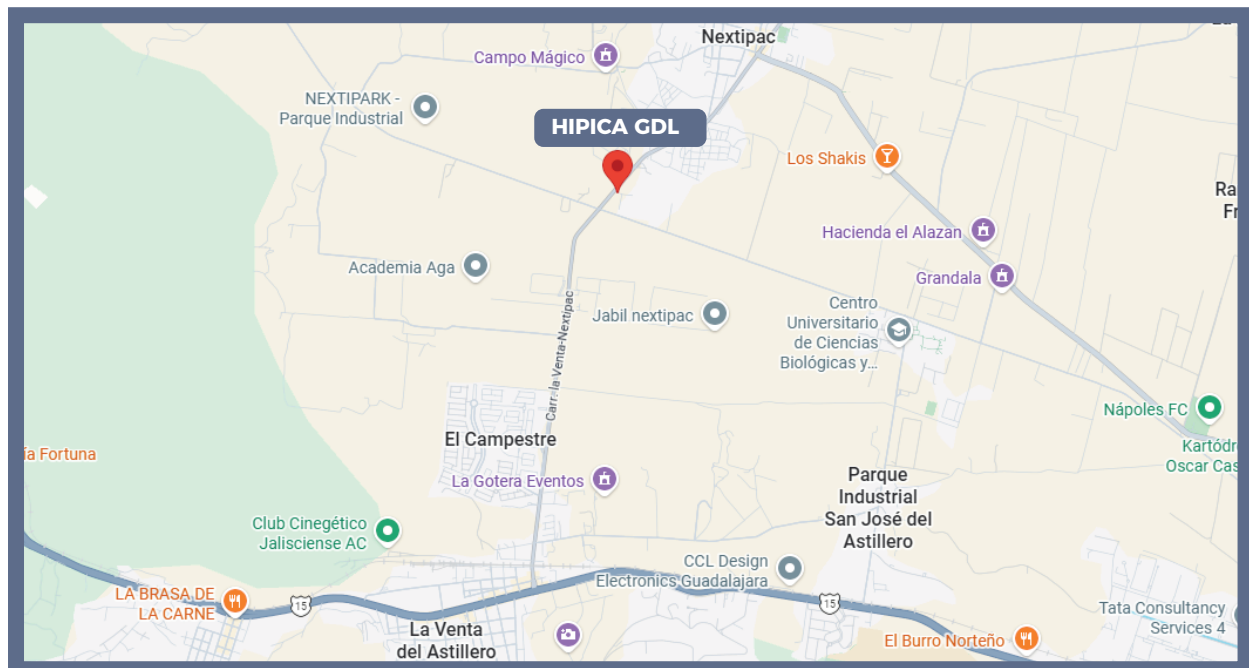 Nextipac
Campo Mágico
NEXTIPARK -
Parque Industrial
HIPICA GDL
Los Shakis
Ra
Fr
Hacienda el Alazan
Grandala
Academia Aga
Centro
Universitario
de Ciencias
Biológicas y...
Jabil nextipac
Carr. la Venta-Nextipac
Nápoles FC
El Campestre
Kartódr
Oscar Cas
ía Fortuna
La Gotera Eventos
Parque
Industrial
San José del
Astillero
Club Cinegético
Jalisciense AC
CCL Design
Electronics Guadalajara
LA BRASA DE
LA CARNE
15
15
Tata Consultancy
Services 4
La Venta
del Astillero
El Burro Norteño